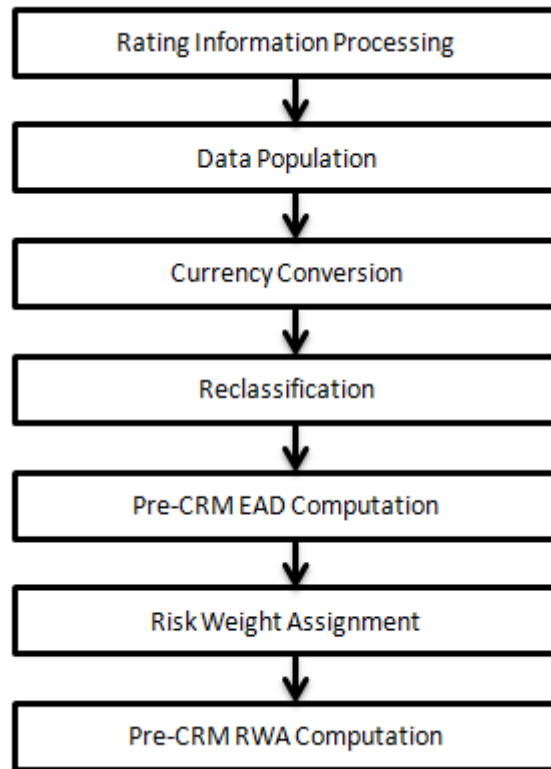 Rating Information Processing
Data Population
Currency Conversion
Reclassification
Pre-CRM EAD Computation
Risk Weight Assignment
Pre-CRM RWA Computation